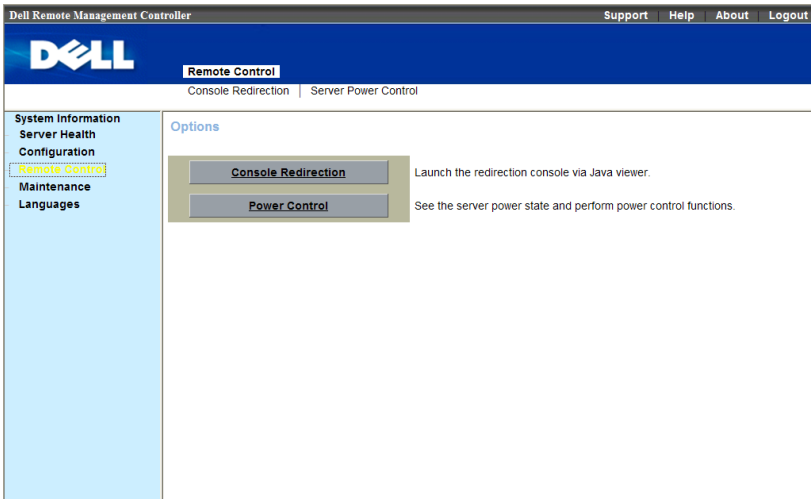 Dell Remote Management Controller
Support Help About Logout
DELL
Remote Control
Console Redirection Server Power Control
System Information
Server Health
Configuration
Remote Control
Maintenance
Languages
Options
Console Redirection Launch the redirection console via Java viewer.
Power Control See the server power state and perform power control functions.